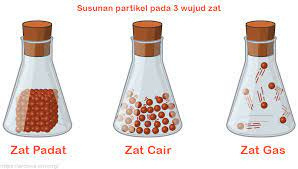 Susunan partikel pada 3 wujud zat
Zat Padat
Zat Cair
Zat Gas